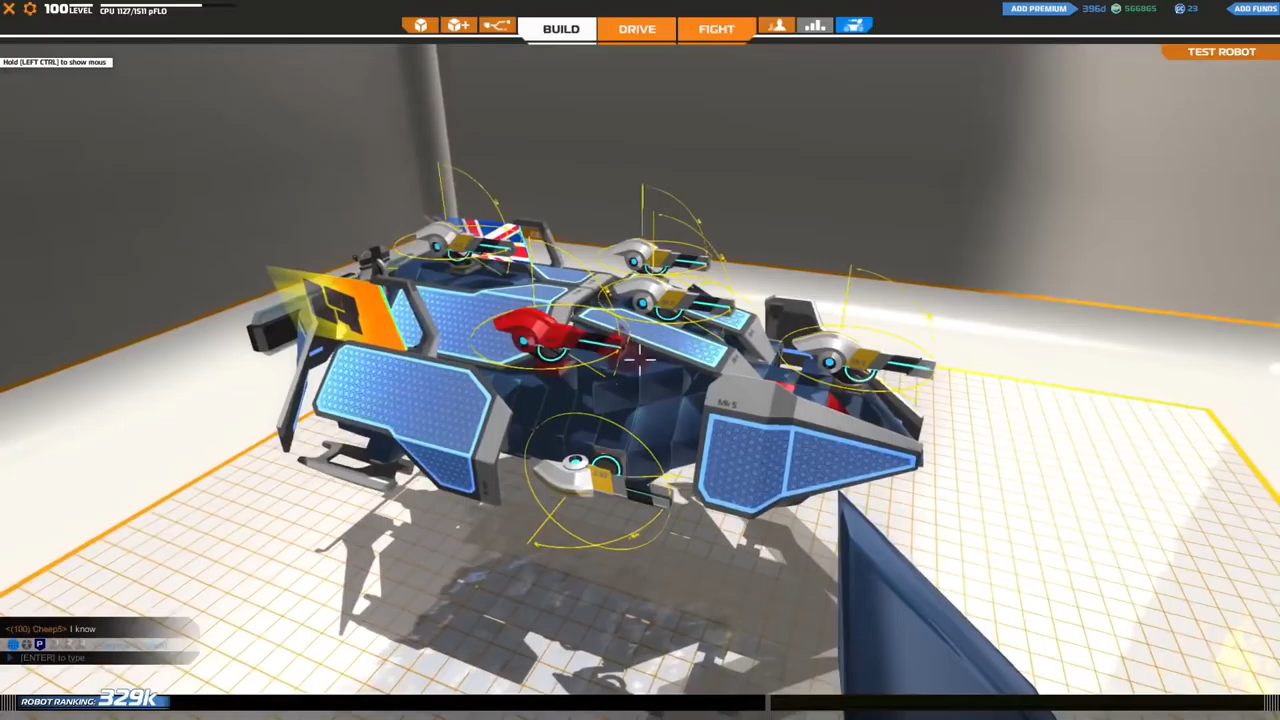 100 LEVEL CPU 1127/1511 pFLO
BUILD DRIVE FIGHT
ADD PREMIUM 396d 566865 23 ADD FUNDS
Hold [LEFT CTRL] to show mous
TEST ROBOT
Mk 5
<(100) Cheep5> I know
P
[ENTER] to type
ROBOT RANKING: 329k